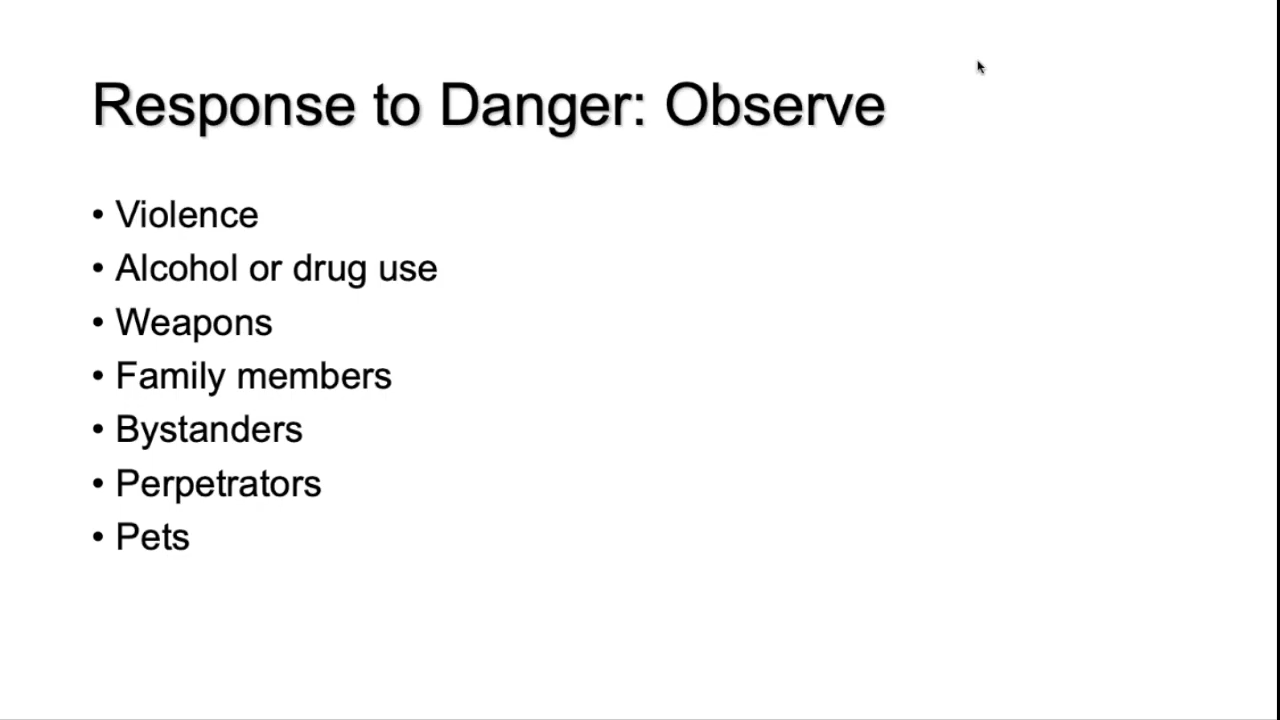 Response to Danger: Observe
• Violence
• Alcohol or drug use
• Weapons
• Family members
• Bystanders
• Perpetrators
• Pets